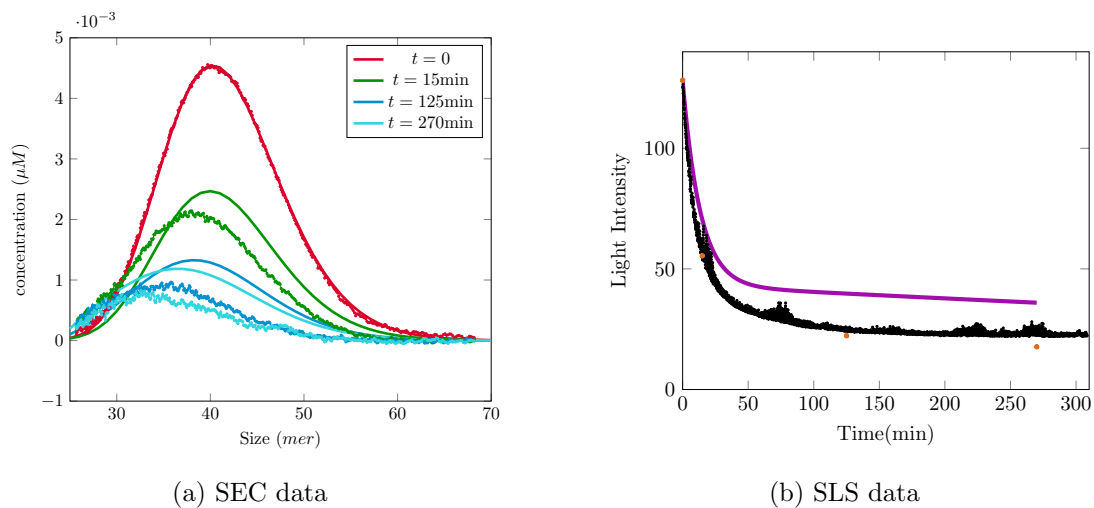 ·10⁻³
concentration (μM)
5
4
3
2
1
0
−1
t = 0
t = 15min
t = 125min
t = 270min
30 40 50 60 70
Size (mer)
(a) SEC data
Light Intensity
100
50
0
0 50 100 150 200 250 300
Time(min)
(b) SLS data